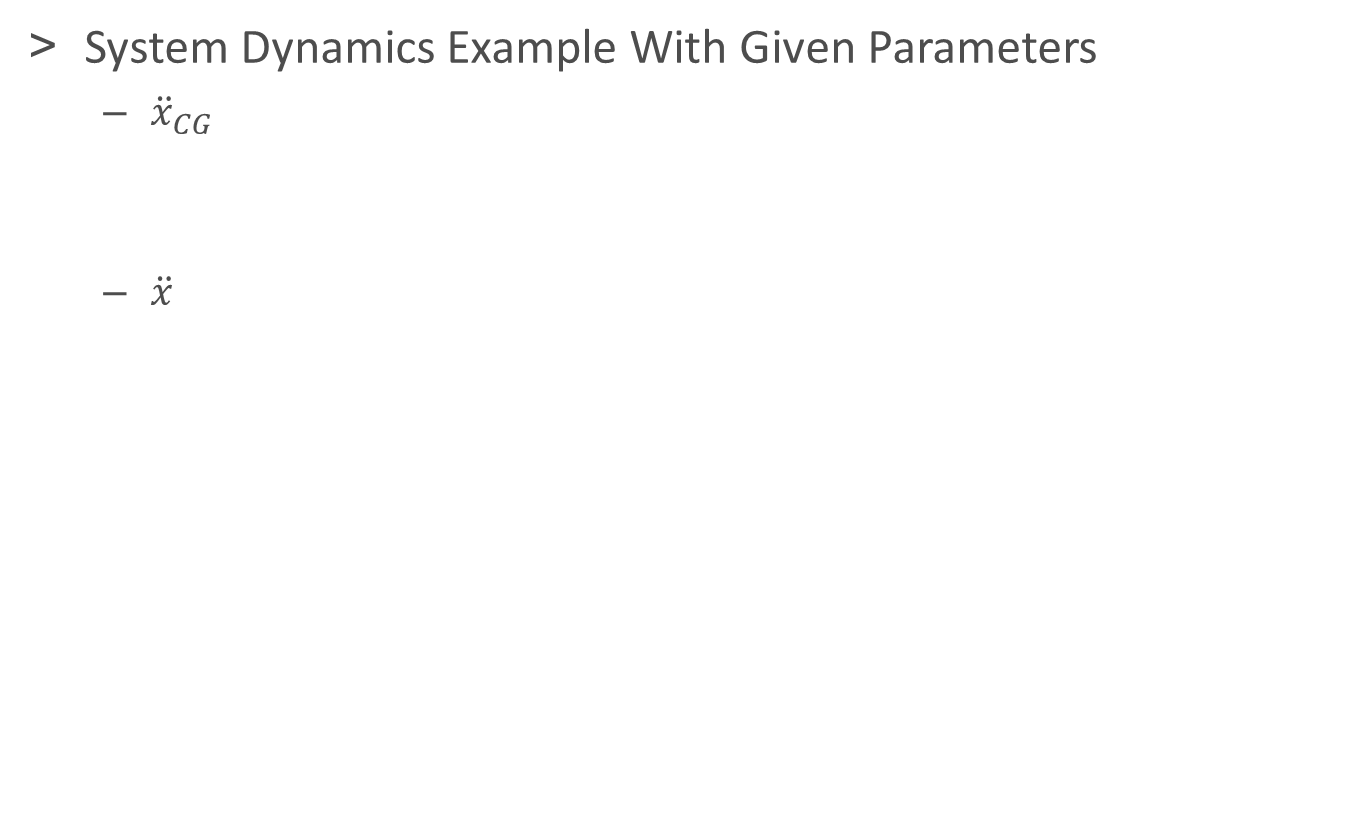 > System Dynamics Example With Given Parameters
– ẍ_CG
– ẍ